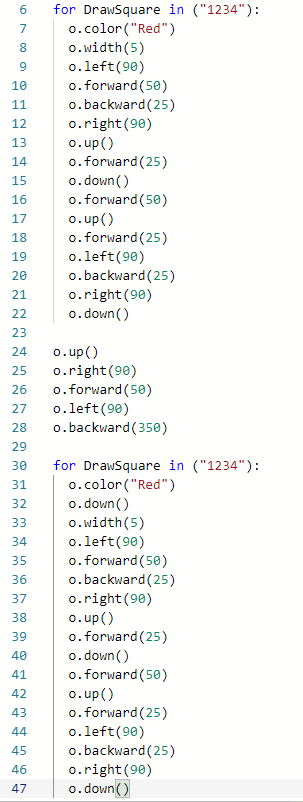 6 for DrawSquare in ("1234"):
7 o.color("Red")
8 o.width(5)
9 o.left(90)
10 o.forward(50)
11 o.backward(25)
12 o.right(90)
13 o.up()
14 o.forward(25)
15 o.down()
16 o.forward(50)
17 o.up()
18 o.forward(25)
19 o.left(90)
20 o.backward(25)
21 o.right(90)
22 o.down()
23
24 o.up()
25 o.right(90)
26 o.forward(50)
27 o.left(90)
28 o.backward(350)
29
30 for DrawSquare in ("1234"):
31 o.color("Red")
32 o.down()
33 o.width(5)
34 o.left(90)
35 o.forward(50)
36 o.backward(25)
37 o.right(90)
38 o.up()
39 o.forward(25)
40 o.down()
41 o.forward(50)
42 o.up()
43 o.forward(25)
44 o.left(90)
45 o.backward(25)
46 o.right(90)
47 o.down()